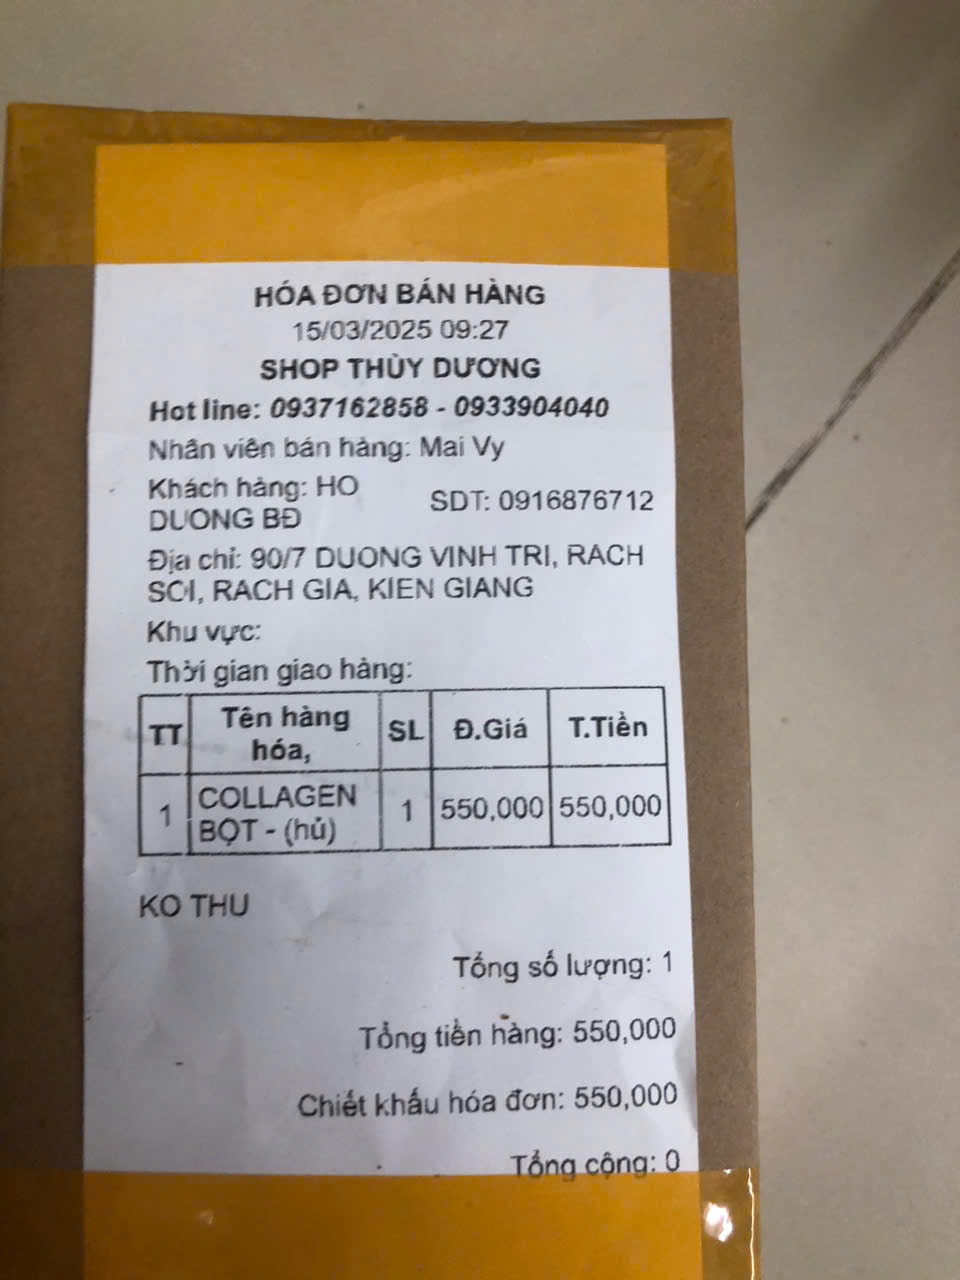 HÓA ĐƠN BÁN HÀNG
15/03/2025 09:27
SHOP THÙY DƯƠNG
Hot line: 0937162858 - 0933904040
Nhân viên bán hàng: Mai Vy
Khách hàng: HO DUONG BĐ SDT: 0916876712
Địa chỉ: 90/7 DUONG VINH TRI, RACH
SOI, RACH GIA, KIEN GIANG
Khu vực:
Thời gian giao hàng:
TT Tên hàng hóa, SL Đ.Giá T.Tiền
1 COLLAGEN BỌT - (hủ) 1 550,000 550,000
KO THU
Tổng số lượng: 1
Tổng tiền hàng: 550,000
Chiết khấu hóa đơn: 550,000
Tổng cộng: 0